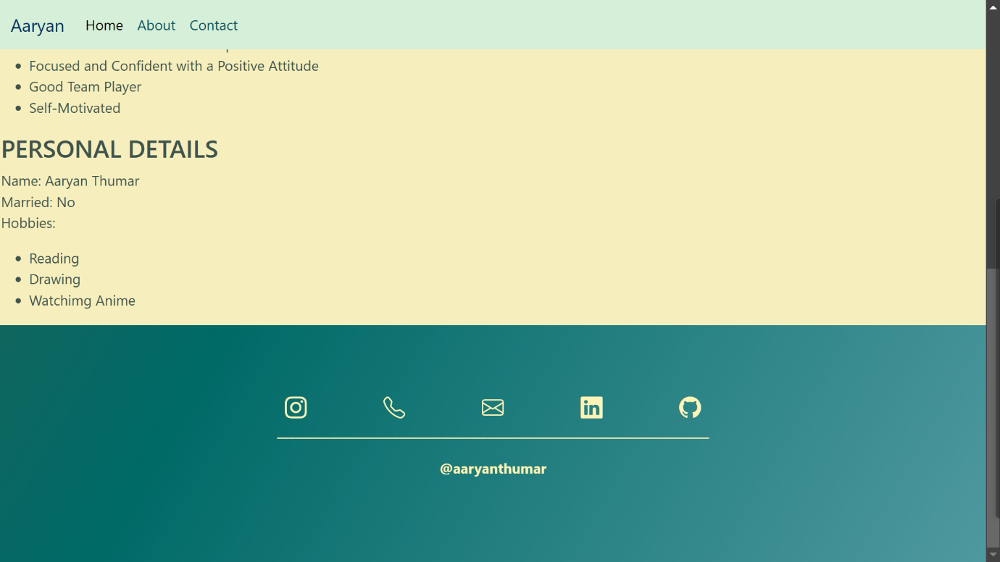 Aaryan Home About Contact
Focused and Confident with a Positive Attitude
Good Team Player
Self-Motivated
PERSONAL DETAILS
Name: Aaryan Thumar
Married: No
Hobbies:
Reading
Drawing
Watchimg Anime
in
@aaryanthumar